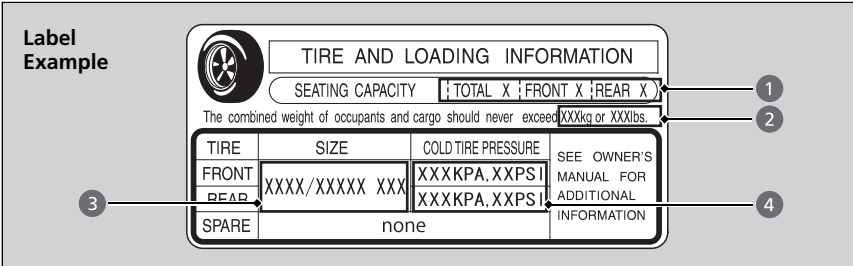 Label
Example
TIRE AND LOADING INFORMATION
SEATING CAPACITY TOTAL X FRONT X REAR X
1
The combined weight of occupants and cargo should never exceed XXXkg or XXXlbs.
2
TIRE SIZE COLD TIRE PRESSURE
SEE OWNER'S
MANUAL FOR
ADDITIONAL
INFORMATION
FRONT XXXX/XXXXX XXX XXXKPA,XXPSI
REAR XXXKPA,XXPSI
3
4
SPARE none